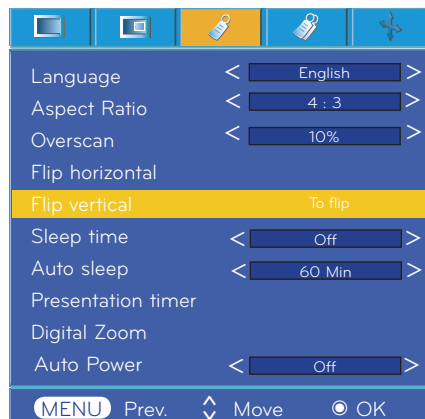 Language < English >
Aspect Ratio < 4 : 3 >
Overscan < 10% >
Flip horizontal
Flip vertical To flip
Sleep time < Off >
Auto sleep < 60 Min >
Presentation timer
Digital Zoom
Auto Power < Off >
MENU Prev. Move OK